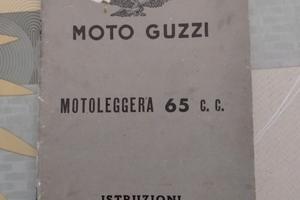 MOTO GUZZI
MOTOLEGGERA 65 C. C.
ISTRUZIONI